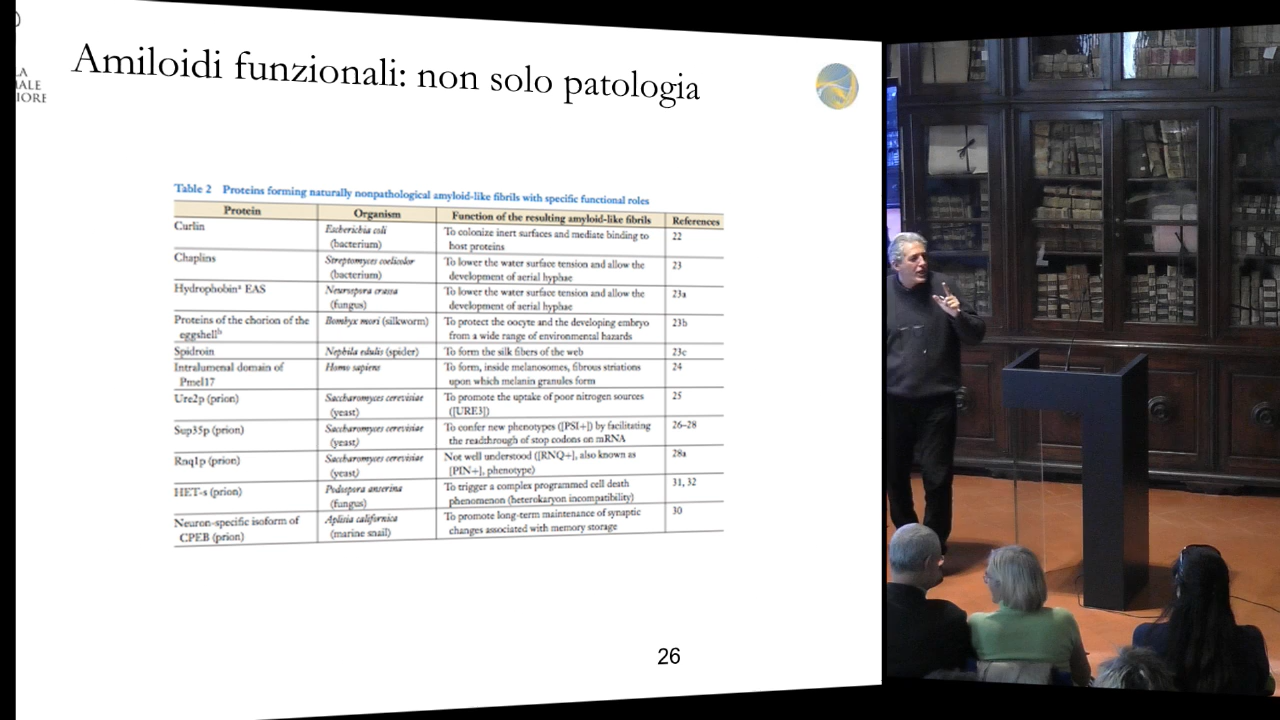 LA
ALE
IORE
Amiloidi funzionali: non solo patologia
Table 2 Proteins forming naturally nonpathological amyloid-like fibrils with specific functional roles
Protein Organism Function of the resulting amyloid-like fibrils References
Curlin Escherichia coli To colonize inert surfaces and mediate binding to 22
(bacterium) host proteins
Chaplins Streptomyces coelicolor To lower the water surface tension and allow the 23
(bacterium) development of aerial hyphae
Hydrophobinᵃ EAS Neurospora crassa To lower the water surface tension and allow the 23a
(fungus) development of aerial hyphae
Proteins of the chorion of the Bombyx mori (silkworm) To protect the oocyte and the developing embryo 23b
eggshellᵇ from a wide range of environmental hazards
Spidroin Nephila edulis (spider) To form the silk fibers of the web 23c
Intralumenal domain of Homo sapiens To form, inside melanosomes, fibrous striations 24
Pmel17 upon which melanin granules form
Ure2p (prion) Saccharomyces cerevisiae To promote the uptake of poor nitrogen sources 25
(yeast) ([URE3])
Sup35p (prion) Saccharomyces cerevisiae To confer new phenotypes ([PSI+]) by facilitating 26–28
(yeast) the readthrough of stop codons on mRNA
Rnq1p (prion) Saccharomyces cerevisiae Not well understood ([RNQ+], also known as 28a
(yeast) [PIN+], phenotype)
HET-s (prion) Podospora anserina To trigger a complex programmed cell death 31, 32
(fungus) phenomenon (heterokaryon incompatibility)
Neuron-specific isoform of Aplisia californica To promote long-term maintenance of synaptic 30
CPEB (prion) (marine snail) changes associated with memory storage
26